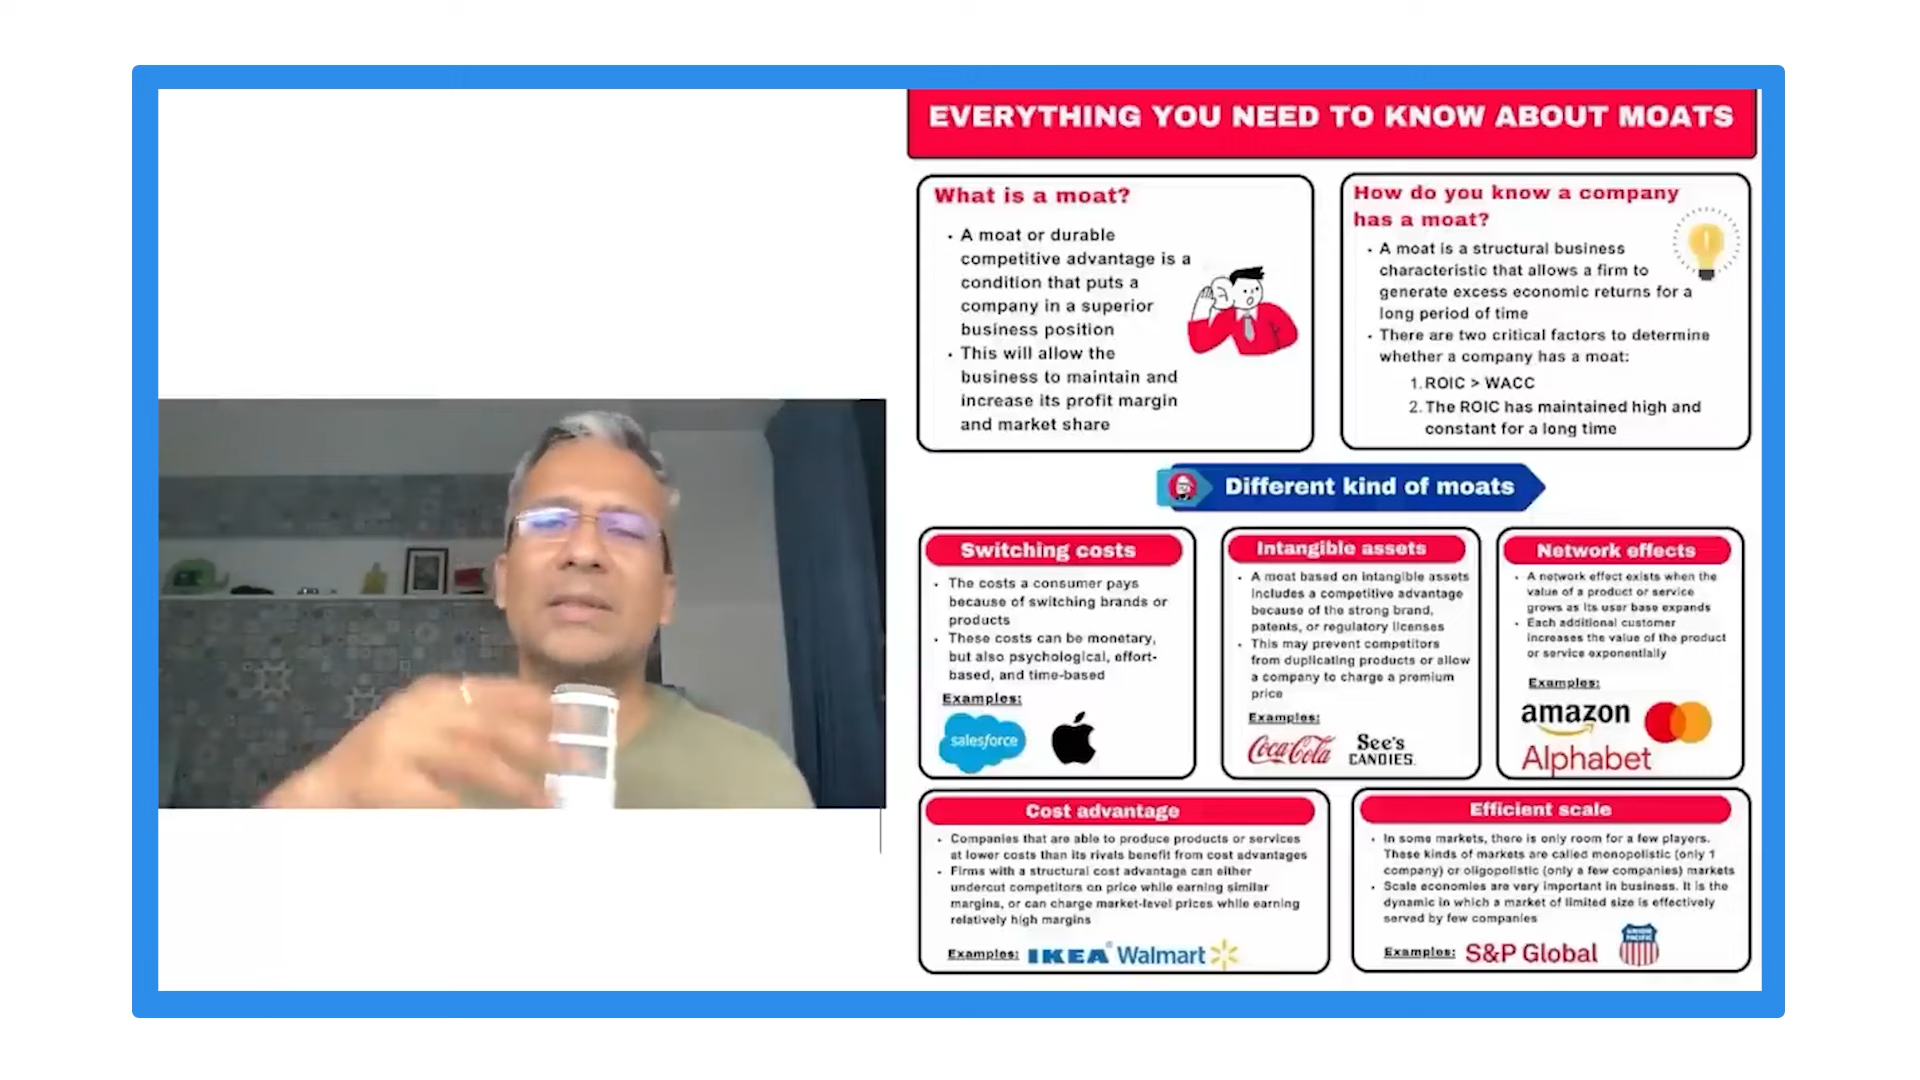 EVERYTHING YOU NEED TO KNOW ABOUT MOATS
What is a moat?
• A moat or durable
competitive advantage is a
condition that puts a
company in a superior
business position
• This will allow the
business to maintain and
increase its profit margin
and market share
How do you know a company
has a moat?
• A moat is a structural business
characteristic that allows a firm to
generate excess economic returns for a
long period of time
• There are two critical factors to determine
whether a company has a moat:
1. ROIC > WACC
2. The ROIC has maintained high and
constant for a long time
Different kind of moats
Switching costs
• The costs a consumer pays
because of switching brands or
products
• These costs can be monetary,
but also psychological, effort-
based, and time-based
Examples:
salesforce
Intangible assets
• A moat based on intangible assets
includes a competitive advantage
because of the strong brand,
patents, or regulatory licenses
• This may prevent competitors
from duplicating products or allow
a company to charge a premium
price
Examples:
Coca-Cola
See's
CANDIES.
Network effects
• A network effect exists when the
value of a product or service
grows as its user base expands
• Each additional customer
increases the value of the product
or service exponentially
Examples:
amazon
Alphabet
Cost advantage
• Companies that are able to produce products or services
at lower costs than its rivals benefit from cost advantages
• Firms with a structural cost advantage can either
undercut competitors on price while earning similar
margins, or can charge market-level prices while earning
relatively high margins
Examples: IKEA Walmart
Efficient scale
• In some markets, there is only room for a few players.
These kinds of markets are called monopolistic (only 1
company) or oligopolistic (only a few companies) markets
• Scale economies are very important in business. It is the
dynamic in which a market of limited size is effectively
served by few companies
Examples: S&P Global
UNION
PACIFIC